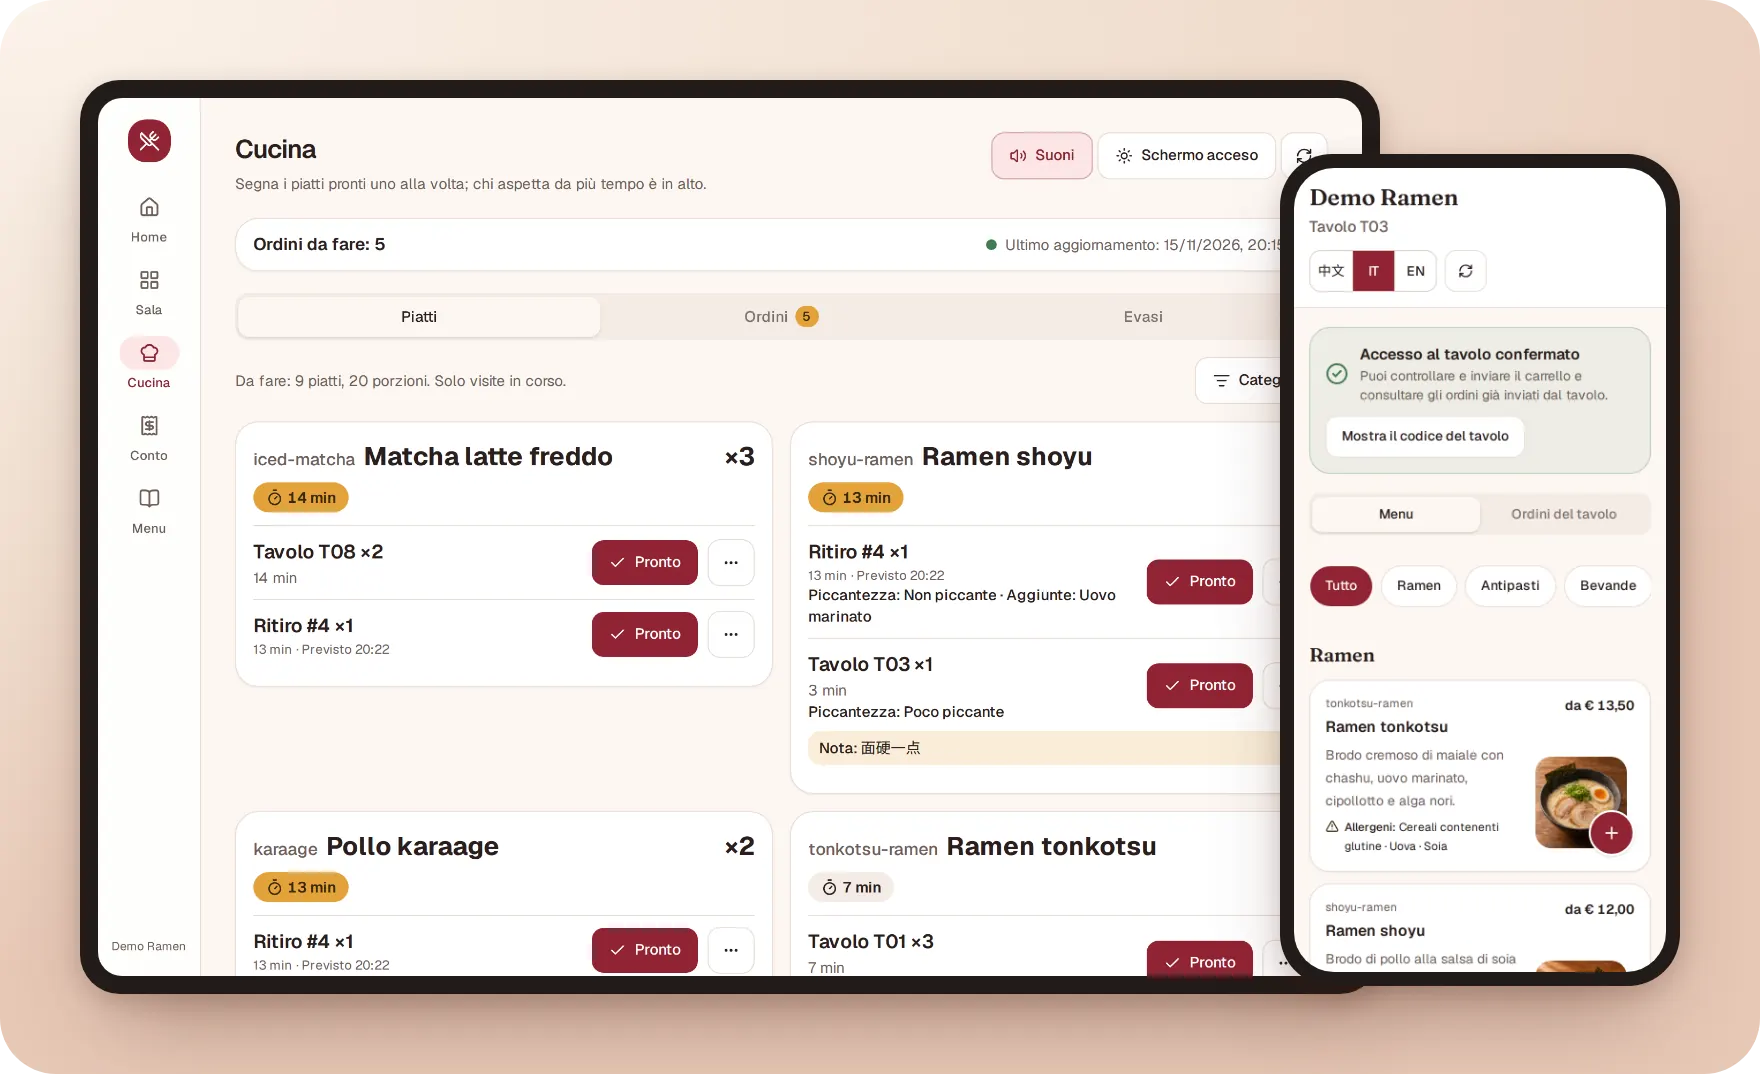 Home
Sala
Cucina
Conto
Menu
Demo Ramen
Cucina
Segna i piatti pronti uno alla volta; chi aspetta da più tempo è in alto.
Suoni
Schermo acceso
Ordini da fare: 5
Ultimo aggiornamento: 15/11/2026, 20:15
Piatti
Ordini 5
Evasi
Da fare: 9 piatti, 20 porzioni. Solo visite in corso.
iced-matcha Matcha latte freddo ×3
14 min
Tavolo T08 ×2
14 min
Pronto
Ritiro #4 ×1
13 min · Previsto 20:22
Pronto
shoyu-ramen Ramen shoyu
13 min
Ritiro #4 ×1
13 min · Previsto 20:22
Piccantezza: Non piccante · Aggiunte: Uovo
marinato
Pronto
Tavolo T03 ×1
3 min
Piccantezza: Poco piccante
Pronto
Nota: 面硬一点
karaage Pollo karaage ×2
13 min
Ritiro #4 ×1
13 min · Previsto 20:22
Pronto
tonkotsu-ramen Ramen tonkotsu
7 min
Tavolo T01 ×3
7 min
Pronto
Demo Ramen
Tavolo T03
中文 IT EN
Accesso al tavolo confermato
Puoi controllare e inviare il carrello e
consultare gli ordini già inviati dal tavolo.
Mostra il codice del tavolo
Menu
Ordini del tavolo
Tutto Ramen Antipasti Bevande
Ramen
tonkotsu-ramen
da € 13,50
Ramen tonkotsu
Brodo cremoso di maiale con
chashu, uovo marinato,
cipollotto e alga nori.
Allergeni: Cereali contenenti
glutine · Uova · Soia
shoyu-ramen
da € 12,00
Ramen shoyu
Brodo di pollo alla salsa di soia